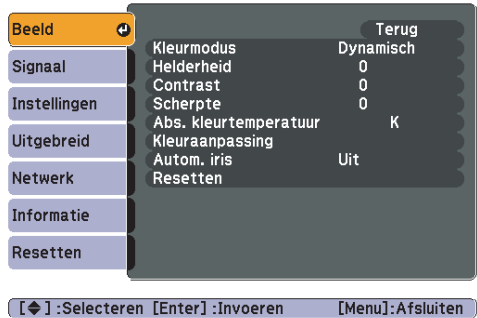 Beeld
Signaal
Instellingen
Uitgebreid
Netwerk
Informatie
Resetten
Terug
Kleurmodus Dynamisch
Helderheid 0
Contrast 0
Scherpte 0
Abs. kleurtemperatuur K
Kleuraanpassing
Autom. iris Uit
Resetten
[◆] :Selecteren [Enter] :Invoeren [Menu]:Afsluiten